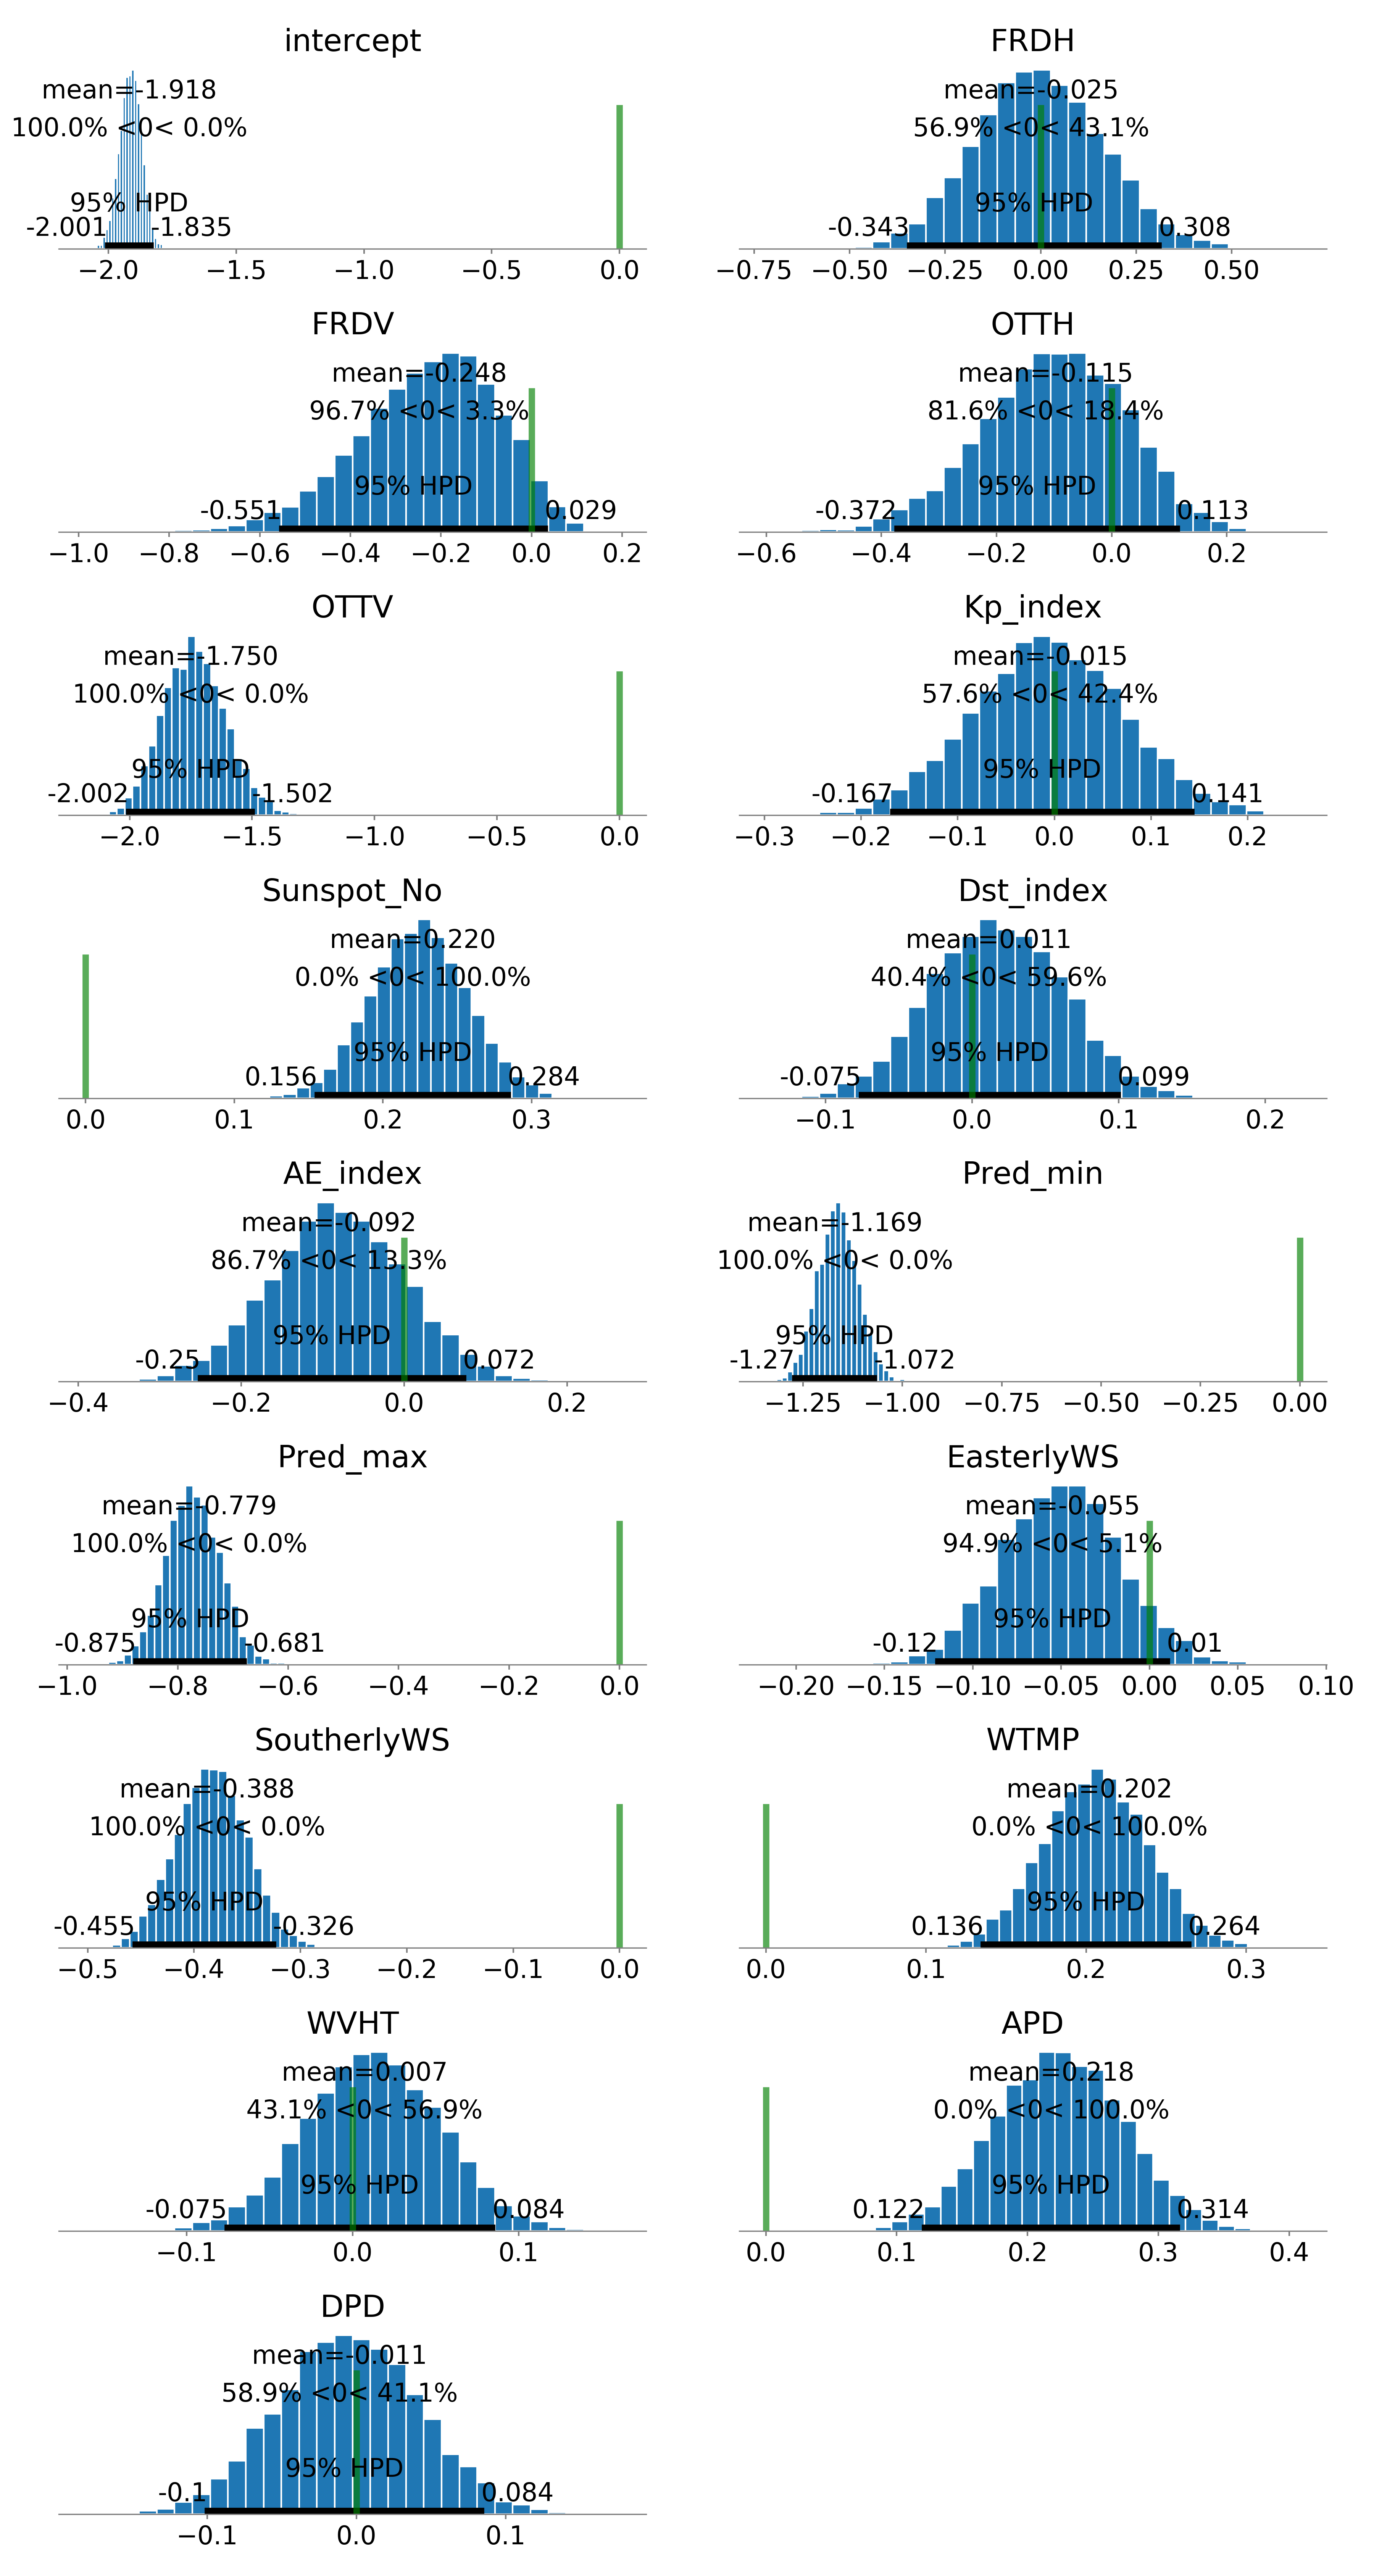 intercept
mean=-1.918
100.0% <0< 0.0%
95% HPD
-2.001 -1.835
−2.0 −1.5 −1.0 −0.5 0.0
FRDH
mean=-0.025
56.9% <0< 43.1%
95% HPD
-0.343 0.308
−0.75 −0.50 −0.25 0.00 0.25 0.50
FRDV
mean=-0.248
96.7% <0< 3.3%
95% HPD
-0.551 0.029
−1.0 −0.8 −0.6 −0.4 −0.2 0.0 0.2
OTTH
mean=-0.115
81.6% <0< 18.4%
95% HPD
-0.372 0.113
−0.6 −0.4 −0.2 0.0 0.2
OTTV
mean=-1.750
100.0% <0< 0.0%
95% HPD
-2.002 -1.502
−2.0 −1.5 −1.0 −0.5 0.0
Kp_index
mean=-0.015
57.6% <0< 42.4%
95% HPD
-0.167 0.141
−0.3 −0.2 −0.1 0.0 0.1 0.2
Sunspot_No
mean=0.220
0.0% <0< 100.0%
95% HPD
0.156 0.284
0.0 0.1 0.2 0.3
Dst_index
mean=0.011
40.4% <0< 59.6%
95% HPD
-0.075 0.099
−0.1 0.0 0.1 0.2
AE_index
mean=-0.092
86.7% <0< 13.3%
95% HPD
-0.25 0.072
−0.4 −0.2 0.0 0.2
Pred_min
mean=-1.169
100.0% <0< 0.0%
95% HPD
-1.27 -1.072
−1.25 −1.00 −0.75 −0.50 −0.25 0.00
Pred_max
mean=-0.779
100.0% <0< 0.0%
95% HPD
-0.875 -0.681
−1.0 −0.8 −0.6 −0.4 −0.2 0.0
EasterlyWS
mean=-0.055
94.9% <0< 5.1%
95% HPD
-0.12 0.01
−0.20 −0.15 −0.10 −0.05 0.00 0.05 0.10
SoutherlyWS
mean=-0.388
100.0% <0< 0.0%
95% HPD
-0.455 -0.326
−0.5 −0.4 −0.3 −0.2 −0.1 0.0
WTMP
mean=0.202
0.0% <0< 100.0%
95% HPD
0.136 0.264
0.0 0.1 0.2 0.3
WVHT
mean=0.007
43.1% <0< 56.9%
95% HPD
-0.075 0.084
−0.1 0.0 0.1
APD
mean=0.218
0.0% <0< 100.0%
95% HPD
0.122 0.314
0.0 0.1 0.2 0.3 0.4
DPD
mean=-0.011
58.9% <0< 41.1%
95% HPD
-0.1 0.084
−0.1 0.0 0.1